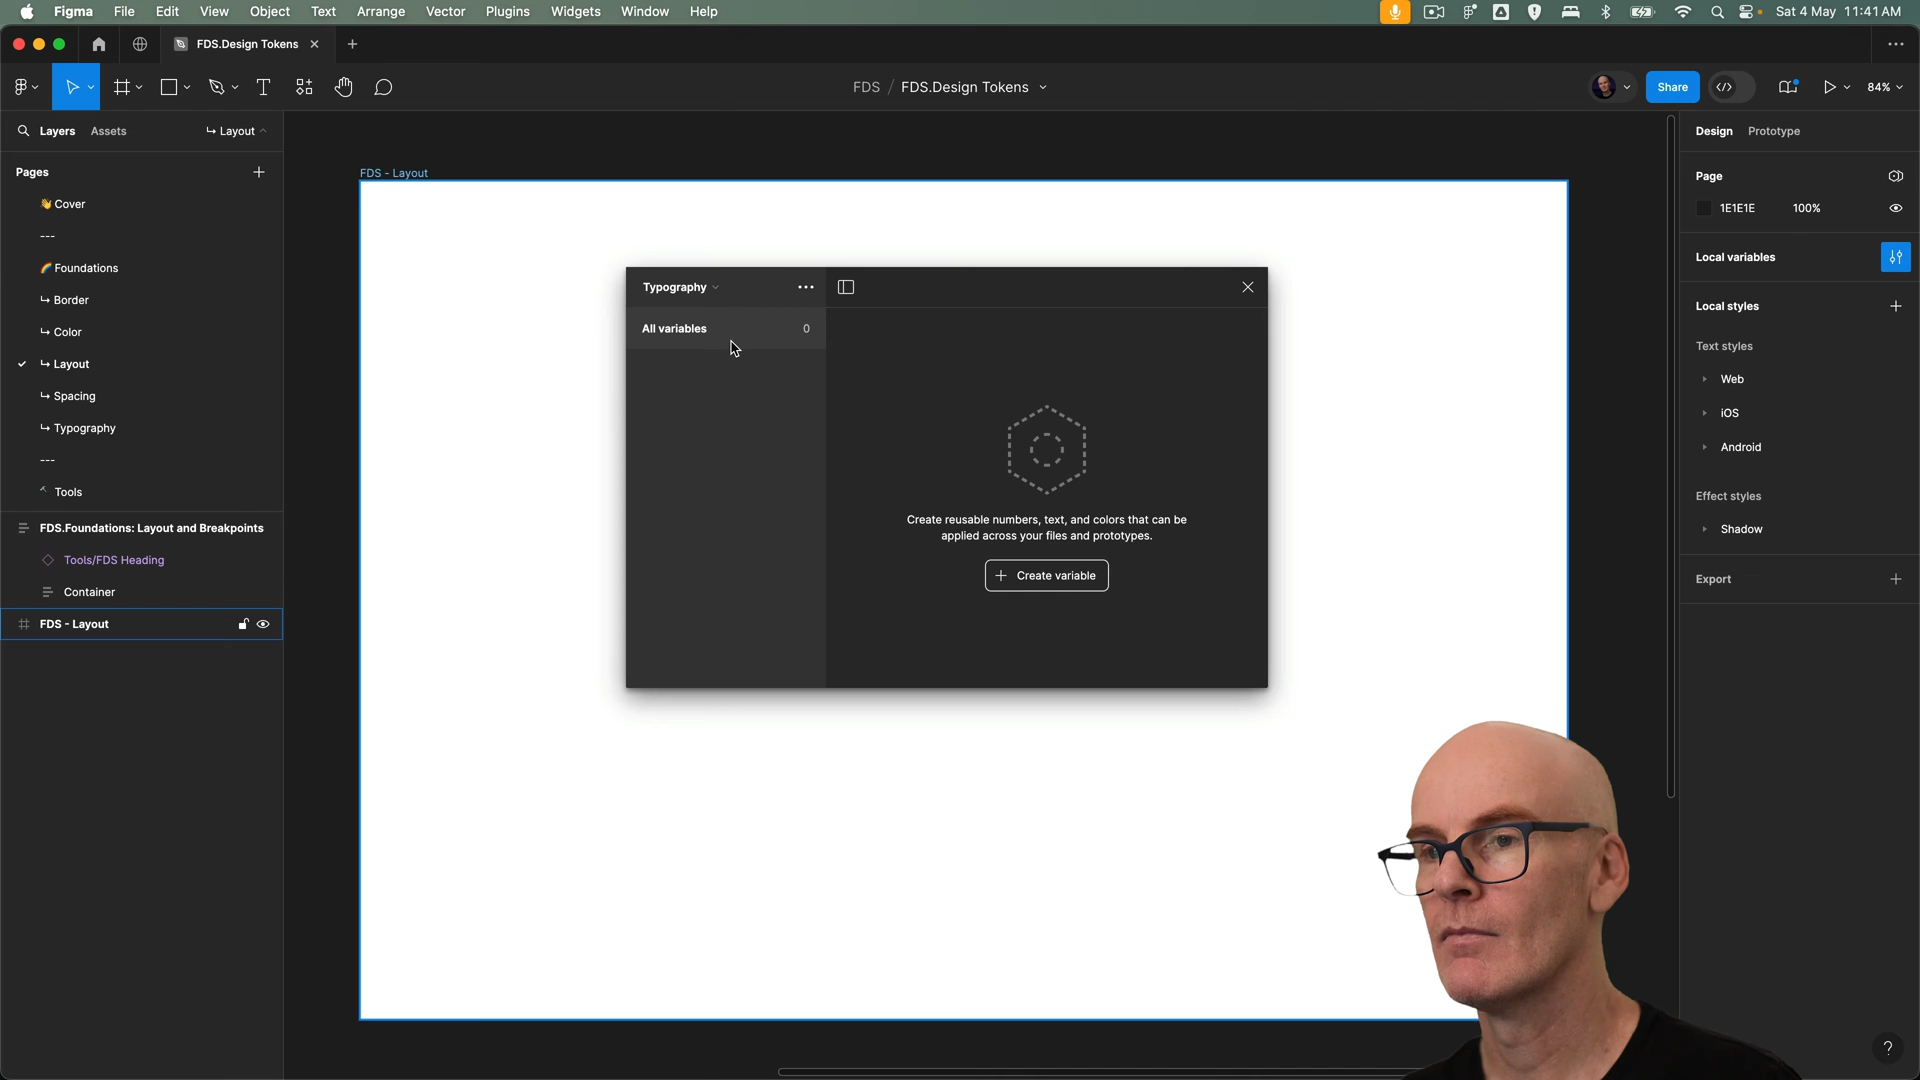 Figma File Edit View Object Text Arrange Vector Plugins Widgets Window Help Sat 4 May 11:41 AM
FDS.Design Tokens
FDS / FDS.Design Tokens
Share
84%
Layers Assets ↪ Layout
Pages
👋 Cover
---
🌈 Foundations
↪ Border
↪ Color
↪ Layout
↪ Spacing
↪ Typography
---
Tools
FDS.Foundations: Layout and Breakpoints
Tools/FDS Heading
Container
FDS - Layout
FDS - Layout
Typography
All variables 0
Create reusable numbers, text, and colors that can be
applied across your files and prototypes.
Create variable
Design Prototype
Page
1E1E1E 100%
Local variables
Local styles
Text styles
Web
iOS
Android
Effect styles
Shadow
Export
?